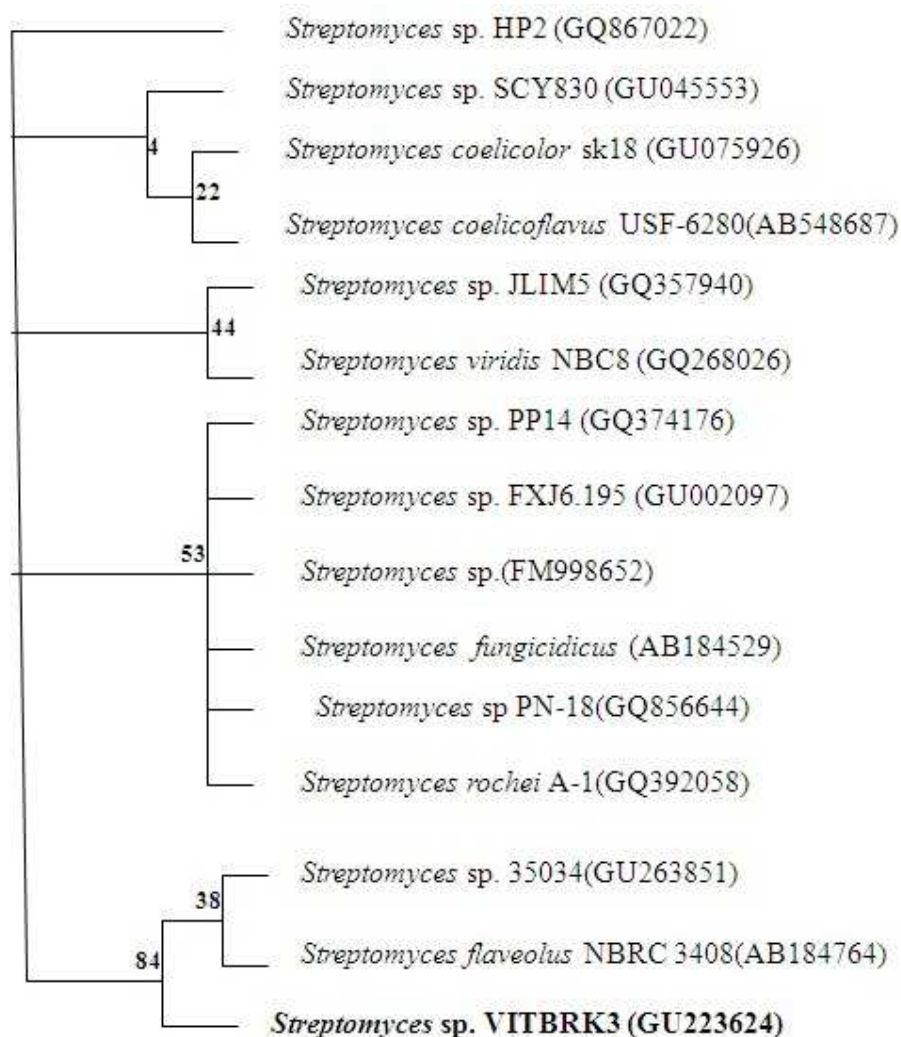 Streptomyces sp. HP2 (GQ867022)
Streptomyces sp. SCY830 (GU045553)
4
Streptomyces coelicolor sk18 (GU075926)
22
Streptomyces coelicoflavus USF-6280(AB548687)
Streptomyces sp. JLIM5 (GQ357940)
44
Streptomyces viridis NBC8 (GQ268026)
Streptomyces sp. PP14 (GQ374176)
Streptomyces sp. FXJ6.195 (GU002097)
53
Streptomyces sp.(FM998652)
Streptomyces fungicidicus (AB184529)
Streptomyces sp PN-18(GQ856644)
Streptomyces rochei A-1(GQ392058)
Streptomyces sp. 35034(GU263851)
38
Streptomyces flaveolus NBRC 3408(AB184764)
84
Streptomyces sp. VITBRK3 (GU223624)